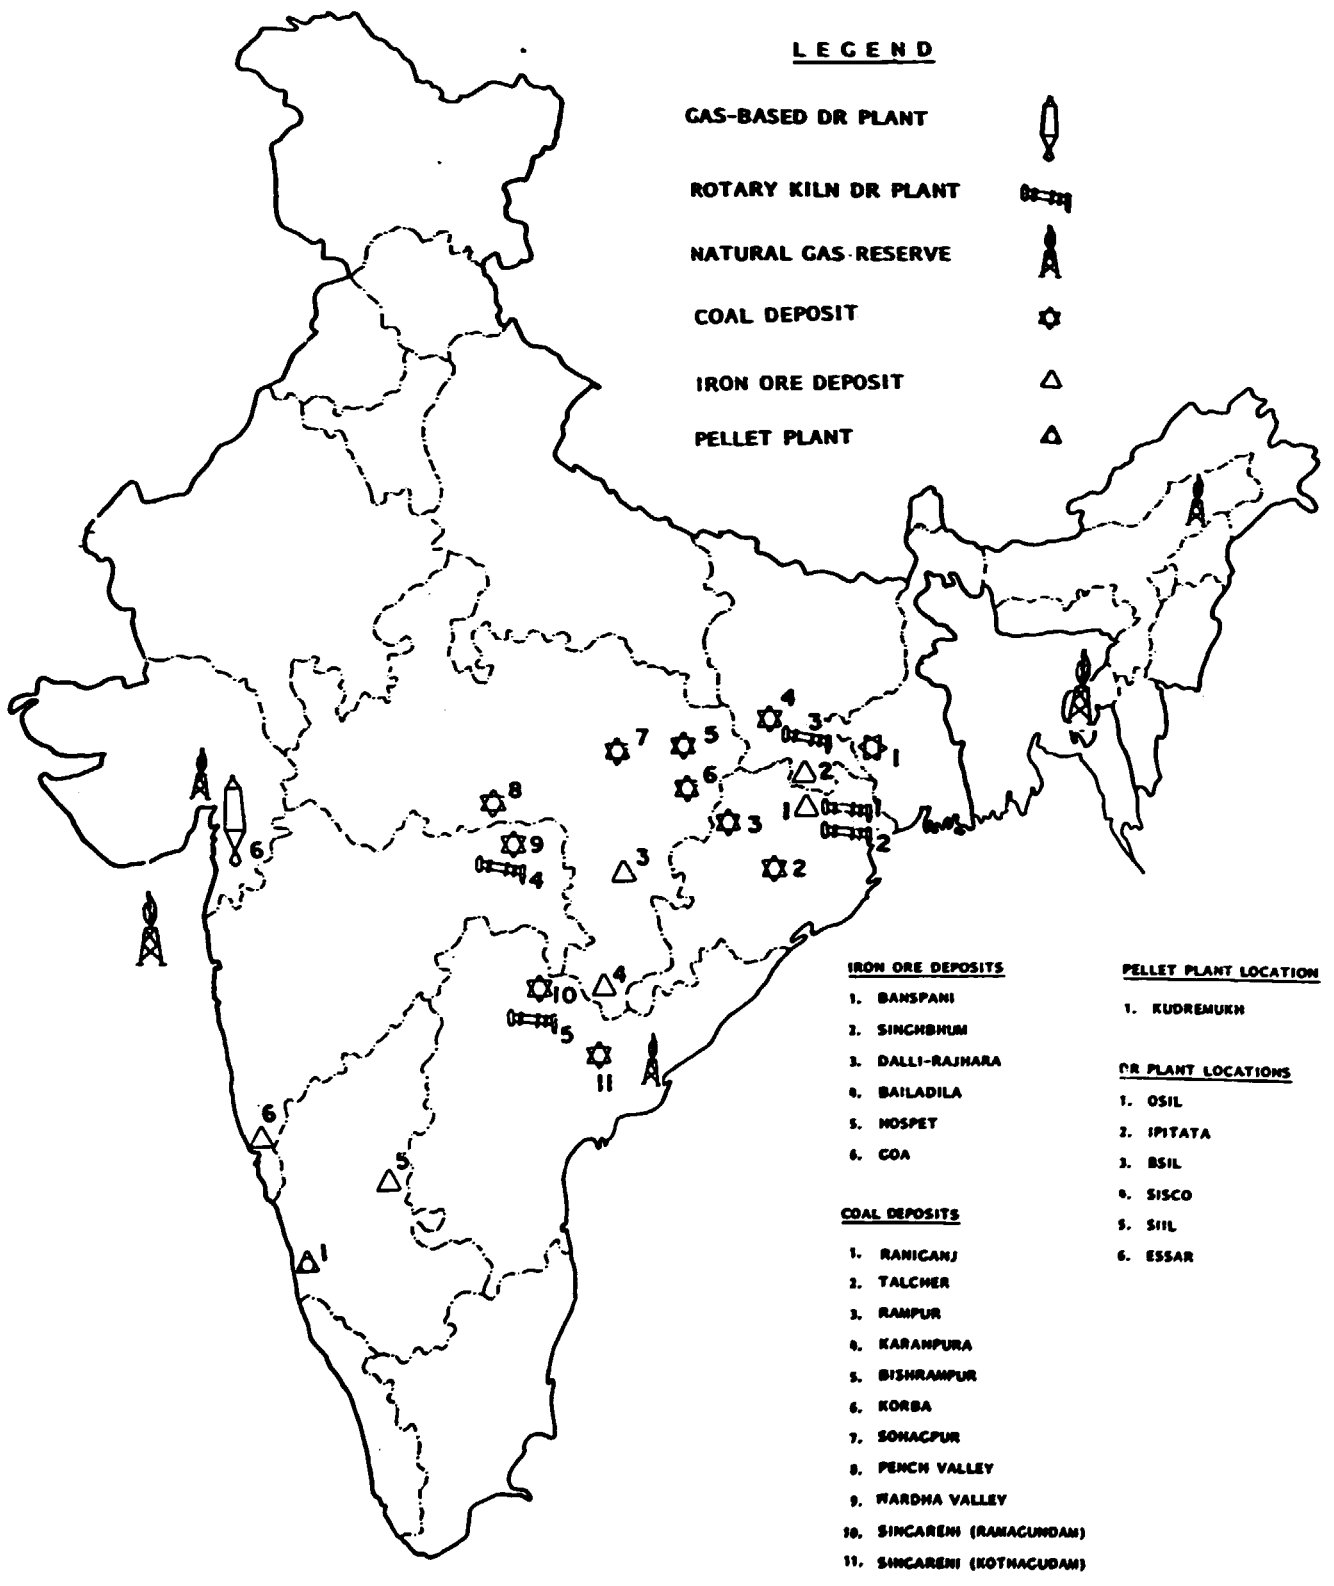 LEGEND
GAS-BASED DR PLANT
ROTARY KILN DR PLANT
NATURAL GAS RESERVE
COAL DEPOSIT
IRON ORE DEPOSIT
PELLET PLANT
4
3
7
5
1
6
2
8
1
1
3
2
9
6
3
2
4
4
10
5
11
6
5
1
IRON ORE DEPOSITS
1. BANSPANI
2. SINGHBHUM
3. DALLI-RAJHARA
4. BAILADILA
5. HOSPET
6. GOA
COAL DEPOSITS
1. RANIGANJ
2. TALCHER
3. RAMPUR
4. KARANPURA
5. BISHRAMPUR
6. KORBA
7. SOHAGPUR
8. PENCH VALLEY
9. WARDHA VALLEY
10. SINGARENI (RAMAGUNDAM)
11. SINGARENI (KOTHAGUDAM)
PELLET PLANT LOCATION
1. KUDREMUKH
DR PLANT LOCATIONS
1. OSIL
2. IPITATA
3. BSIL
4. SISCO
5. SIIL
6. ESSAR